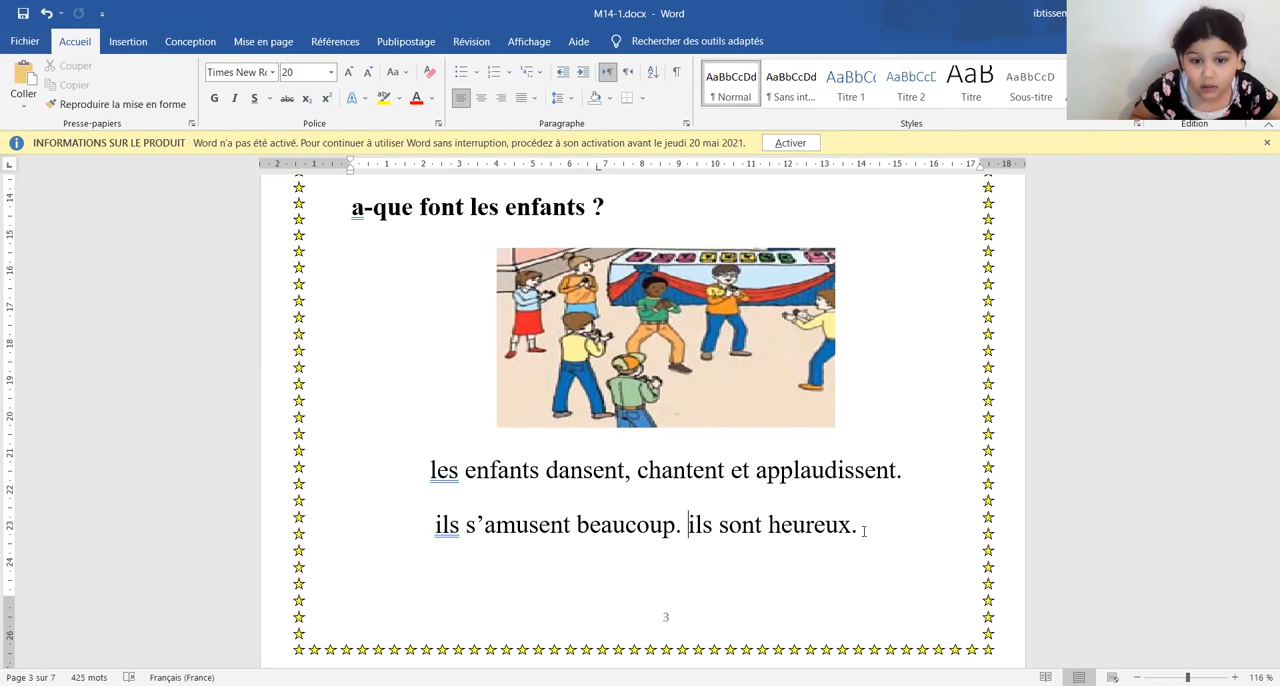 M14-1.docx - Word
ibtissem
Fichier Accueil Insertion Conception Mise en page Références Publipostage Révision Affichage Aide Rechercher des outils adaptés
Coller
Couper
Copier
Reproduire la mise en forme
Presse-papiers
Times New Ro 20
Police
Paragraphe
AaBbCcDd AaBbCcDd AaBbCc AaBbCcD AaB AaBbCcD
¶ Normal ¶ Sans int... Titre 1 Titre 2 Titre Sous-titre
Styles
Édition
INFORMATIONS SUR LE PRODUIT Word n'a pas été activé. Pour continuer à utiliser Word sans interruption, procédez à son activation avant le jeudi 20 mai 2021. Activer
a-que font les enfants ?
les enfants dansent, chantent et applaudissent.
ils s’amusent beaucoup. ils sont heureux.
3
Page 3 sur 7 425 mots Français (France) 116 %